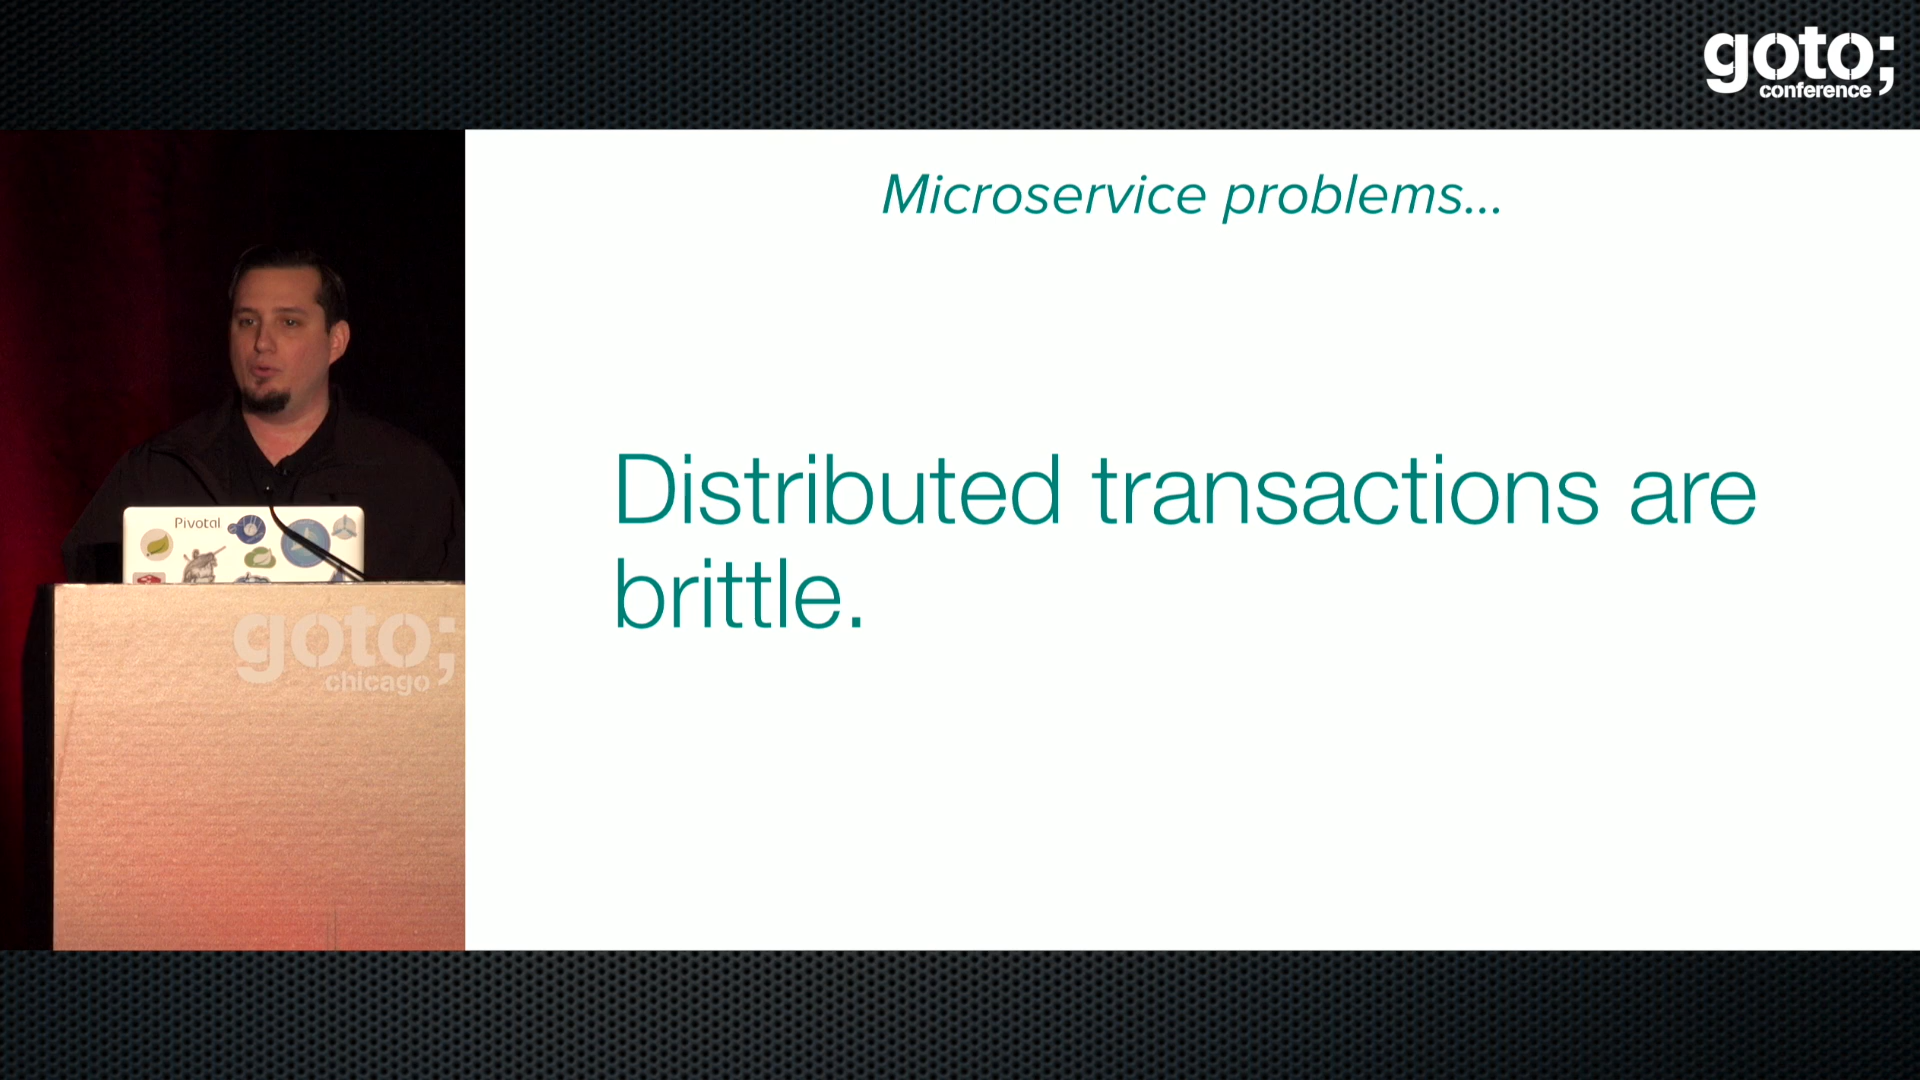 goto;
conference
Microservice problems...
Distributed transactions are
brittle.
Pivotal
goto;
chicago